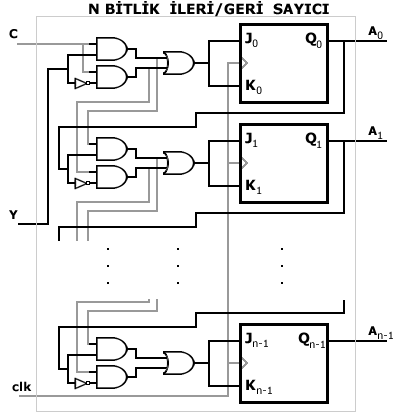 N BİTLİK İLERİ/GERİ SAYICI
C
J0 Q0 A0
K0
J1 Q1 A1
K1
Y
Jn-1 Qn-1 An-1
Kn-1
clk